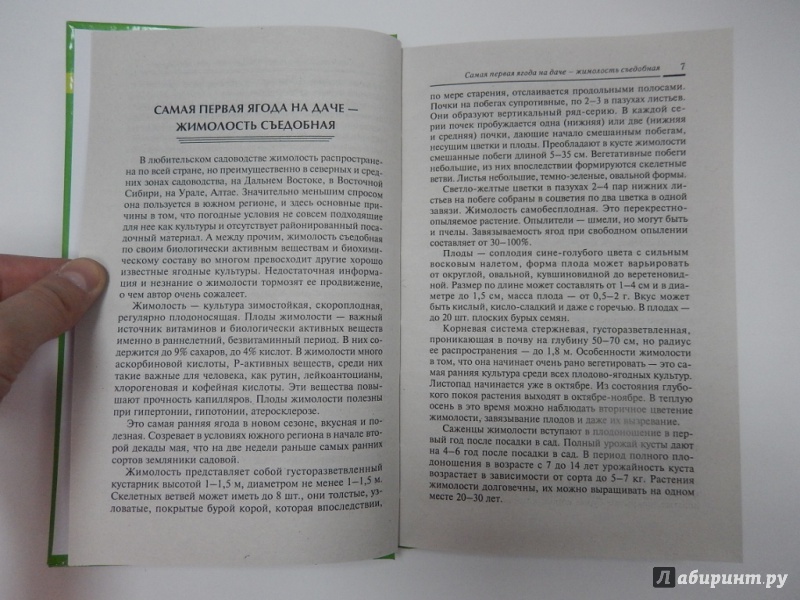 САМАЯ ПЕРВАЯ ЯГОДА НА ДАЧЕ —
ЖИМОЛОСТЬ СЪЕДОБНАЯ
В любительском садоводстве жимолость распростране-
на по всей стране, но преимущественно в северных и сред-
них зонах садоводства, на Дальнем Востоке, в Восточной
Сибири, на Урале, Алтае. Значительно меньшим спросом
она пользуется в южном регионе, и здесь основные при-
чины в том, что погодные условия не совсем подходящие
для нее как культуры и отсутствует районированный поса-
дочный материал. А между прочим, жимолость съедобная
по своим биологически активным веществам и биохими-
ческому составу во многом превосходит другие хорошо
известные ягодные культуры. Недостаточная информа-
ция и незнание о жимолости тормозят ее продвижение,
о чем автор очень сожалеет.
Жимолость — культура зимостойкая, скороплодная,
регулярно плодоносящая. Плоды жимолости — важный
источник витаминов и биологически активных веществ
именно в раннелетний, безвитаминный период. В них со-
держится до 9% сахаров, до 4% кислот. В жимолости много
аскорбиновой кислоты, Р-активных веществ, среди них
такие важные для человека, как рутин, лейкоантоцианы,
хлорогеновая и кофейная кислоты. Эти вещества повы-
шают прочность капилляров. Плоды жимолости полезны
при гипертонии, гипотонии, атеросклерозе.
Это самая ранняя ягода в новом сезоне, вкусная и по-
лезная. Созревает в условиях южного региона в начале вто-
рой декады мая, что на две недели раньше самых ранних
сортов земляники садовой.
Жимолость представляет собой густоразветвленный
кустарник высотой 1–1,5 м, диаметром не менее 1–1,5 м.
Скелетных ветвей может иметь до 8 шт., они толстые, уз-
ловатые, покрытые бурой корой, которая впоследствии,
Самая первая ягода на даче – жимолость съедобная 7
по мере старения, отслаивается продольными полосами.
Почки на побегах супротивные, по 2–3 в пазухах листьев.
Они образуют вертикальный ряд-серию. В каждой се-
рии почек пробуждается одна (нижняя) или две (нижняя
и средняя) почки, дающие начало смешанным побегам,
несущим цветки и плоды. Преобладают в кусте жимолости
смешанные побеги длиной 5–35 см. Вегетативные побеги
небольшие, из них впоследствии формируются скелетные
ветви. Листья небольшие, темно-зеленые, овальной формы.
Светло-желтые цветки в пазухах 2–4 пар нижних ли-
стьев на побеге собраны в соцветия по два цветка в одной
завязи. Жимолость самобесплодная. Это перекрестно-
опыляемое растение. Опылители — шмели, но могут быть
и пчелы. Завязываемость ягод при свободном опылении
составляет от 30–100%.
Плоды — соплодия сине-голубого цвета с сильным
восковым налетом, форма плода может варьировать
от округлой, овальной, кувшиновидной до веретеновид-
ной. Размер по длине может составлять от 1–4 см и в диа-
метре до 1,5 см, масса плода — от 0,5–2 г. Вкус может
быть кислый, кисло-сладкий и даже с горечью. В плодах —
до 20 шт. плоских бурых семян.
Корневая система стержневая, густоразветвленная,
проникающая в почву на глубину 50–70 см, но радиус
ее распространения — до 1,8 м. Особенности жимолости
в том, что она начинает очень рано вегетировать — это са-
мая ранняя культура среди всех плодово-ягодных культур.
Листопад начинается уже в октябре. Из состояния глубо-
кого покоя растения выходят в октябре-ноябре. В теплую
осень в это время можно наблюдать вторичное цветение
жимолости, завязывание плодов и даже их вызревание.
Саженцы жимолости вступают в плодоношение в пер-
вый год после посадки в сад. Полный урожай кусты дают
на 4–6 год после посадки в сад. В период полного пло-
доношения в возрасте с 7 до 14 лет урожайность куста
возрастает в зависимости от сорта до 5–7 кг. Растения
жимолости долговечны, их можно выращивать на одном
месте 20–30 лет.
Лабиринт.ру